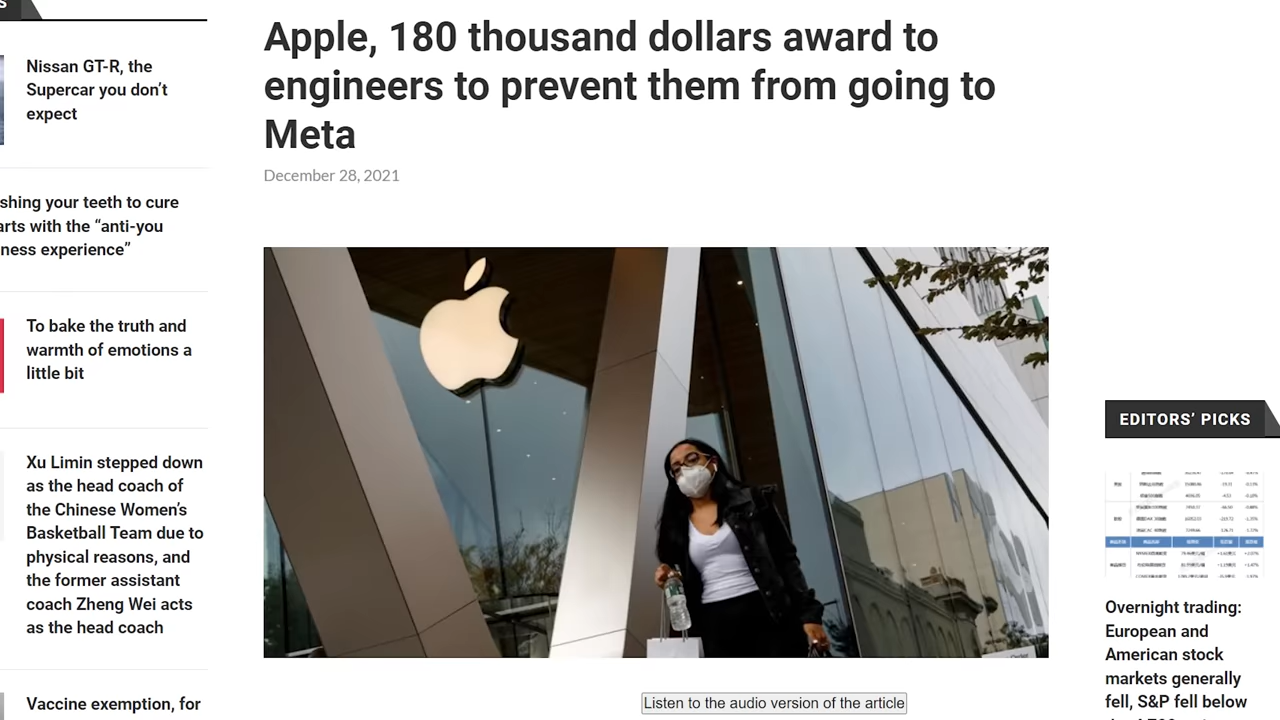 S
Nissan GT-R, the
Supercar you don’t
expect
shing your teeth to cure
arts with the “anti-you
ness experience”
To bake the truth and
warmth of emotions a
little bit
Xu Limin stepped down
as the head coach of
the Chinese Women’s
Basketball Team due to
physical reasons, and
the former assistant
coach Zheng Wei acts
as the head coach
Vaccine exemption, for
Apple, 180 thousand dollars award to
engineers to prevent them from going to
Meta
December 28, 2021
Listen to the audio version of the article
EDITORS’ PICKS
Overnight trading:
European and
American stock
markets generally
fell, S&P fell below